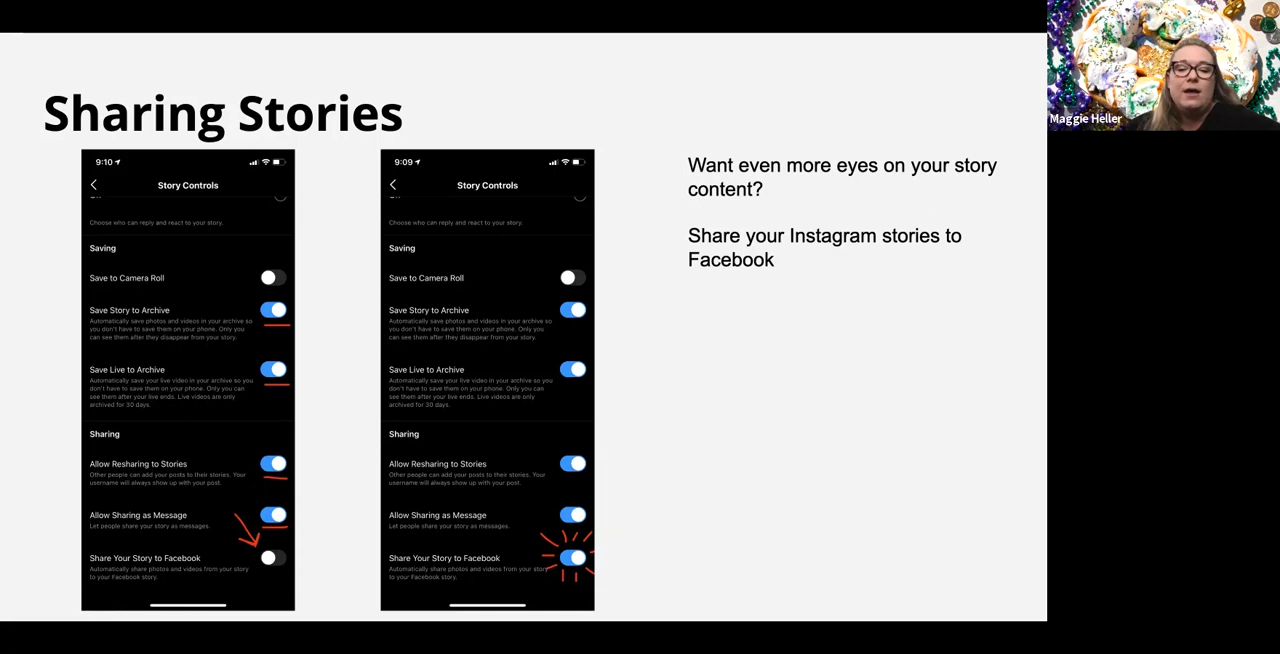 Sharing Stories
9:10
Story Controls
Choose who can reply and react to your story.
Saving
Save to Camera Roll
Save Story to Archive
Automatically save photos and videos in your archive so
you don't have to save them on your phone. Only you
can see them after they disappear from your story.
Save Live to Archive
Automatically save your live video in your archive so you
don't have to save them on your phone. Only you can
see them after your live ends. Live videos are only
archived for 30 days.
Sharing
Allow Resharing to Stories
Other people can add your posts to their stories. Your
username will always show up with your post.
Allow Sharing as Message
Let people share your story as messages.
Share Your Story to Facebook
Automatically share photos and videos from your story
to your Facebook story.
9:09
Story Controls
Choose who can reply and react to your story.
Saving
Save to Camera Roll
Save Story to Archive
Automatically save photos and videos in your archive so
you don't have to save them on your phone. Only you
can see them after they disappear from your story.
Save Live to Archive
Automatically save your live video in your archive so you
don't have to save them on your phone. Only you can
see them after your live ends. Live videos are only
archived for 30 days.
Sharing
Allow Resharing to Stories
Other people can add your posts to their stories. Your
username will always show up with your post.
Allow Sharing as Message
Let people share your story as messages.
Share Your Story to Facebook
Automatically share photos and videos from your story
to your Facebook story.
Want even more eyes on your story
content?
Share your Instagram stories to
Facebook
Maggie Heller